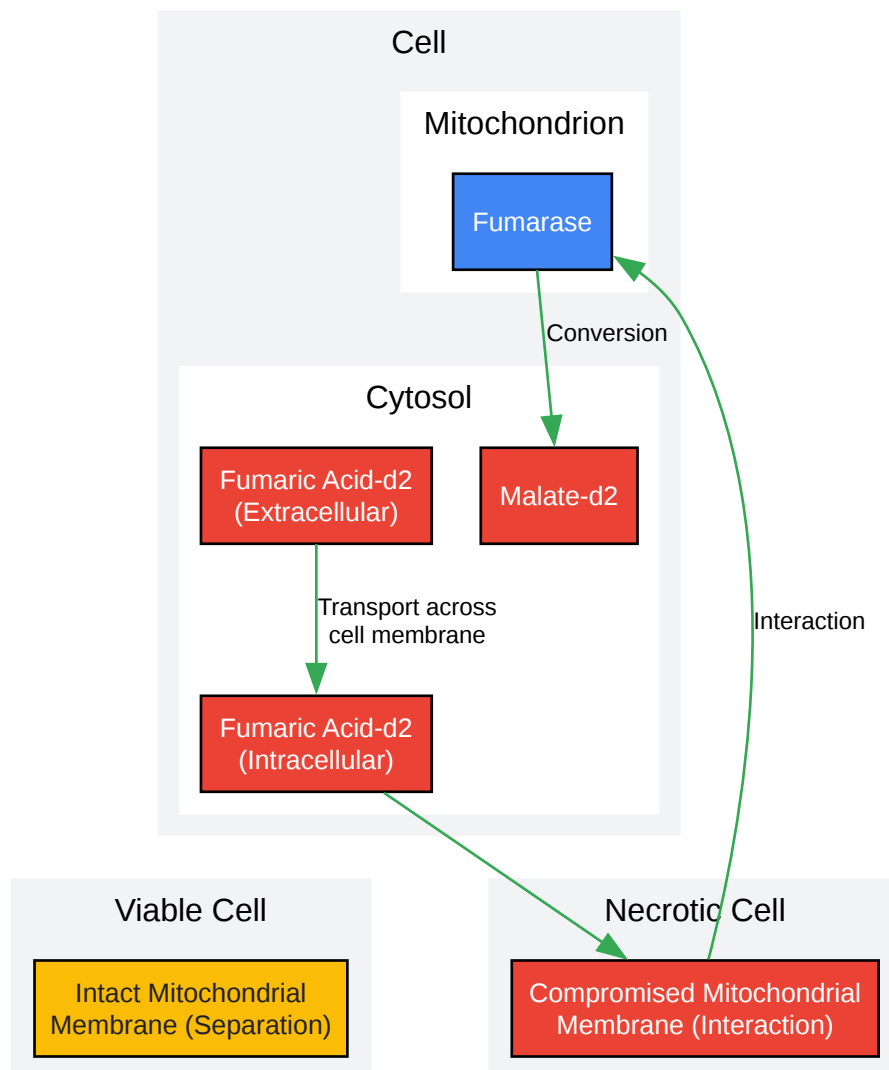 Cell
Mitochondrion
Fumarase
Conversion
Cytosol
Fumaric Acid-d2
(Extracellular)
Malate-d2
Transport across
cell membrane
Interaction
Fumaric Acid-d2
(Intracellular)
Viable Cell
Intact Mitochondrial
Membrane (Separation)
Necrotic Cell
Compromised Mitochondrial
Membrane (Interaction)